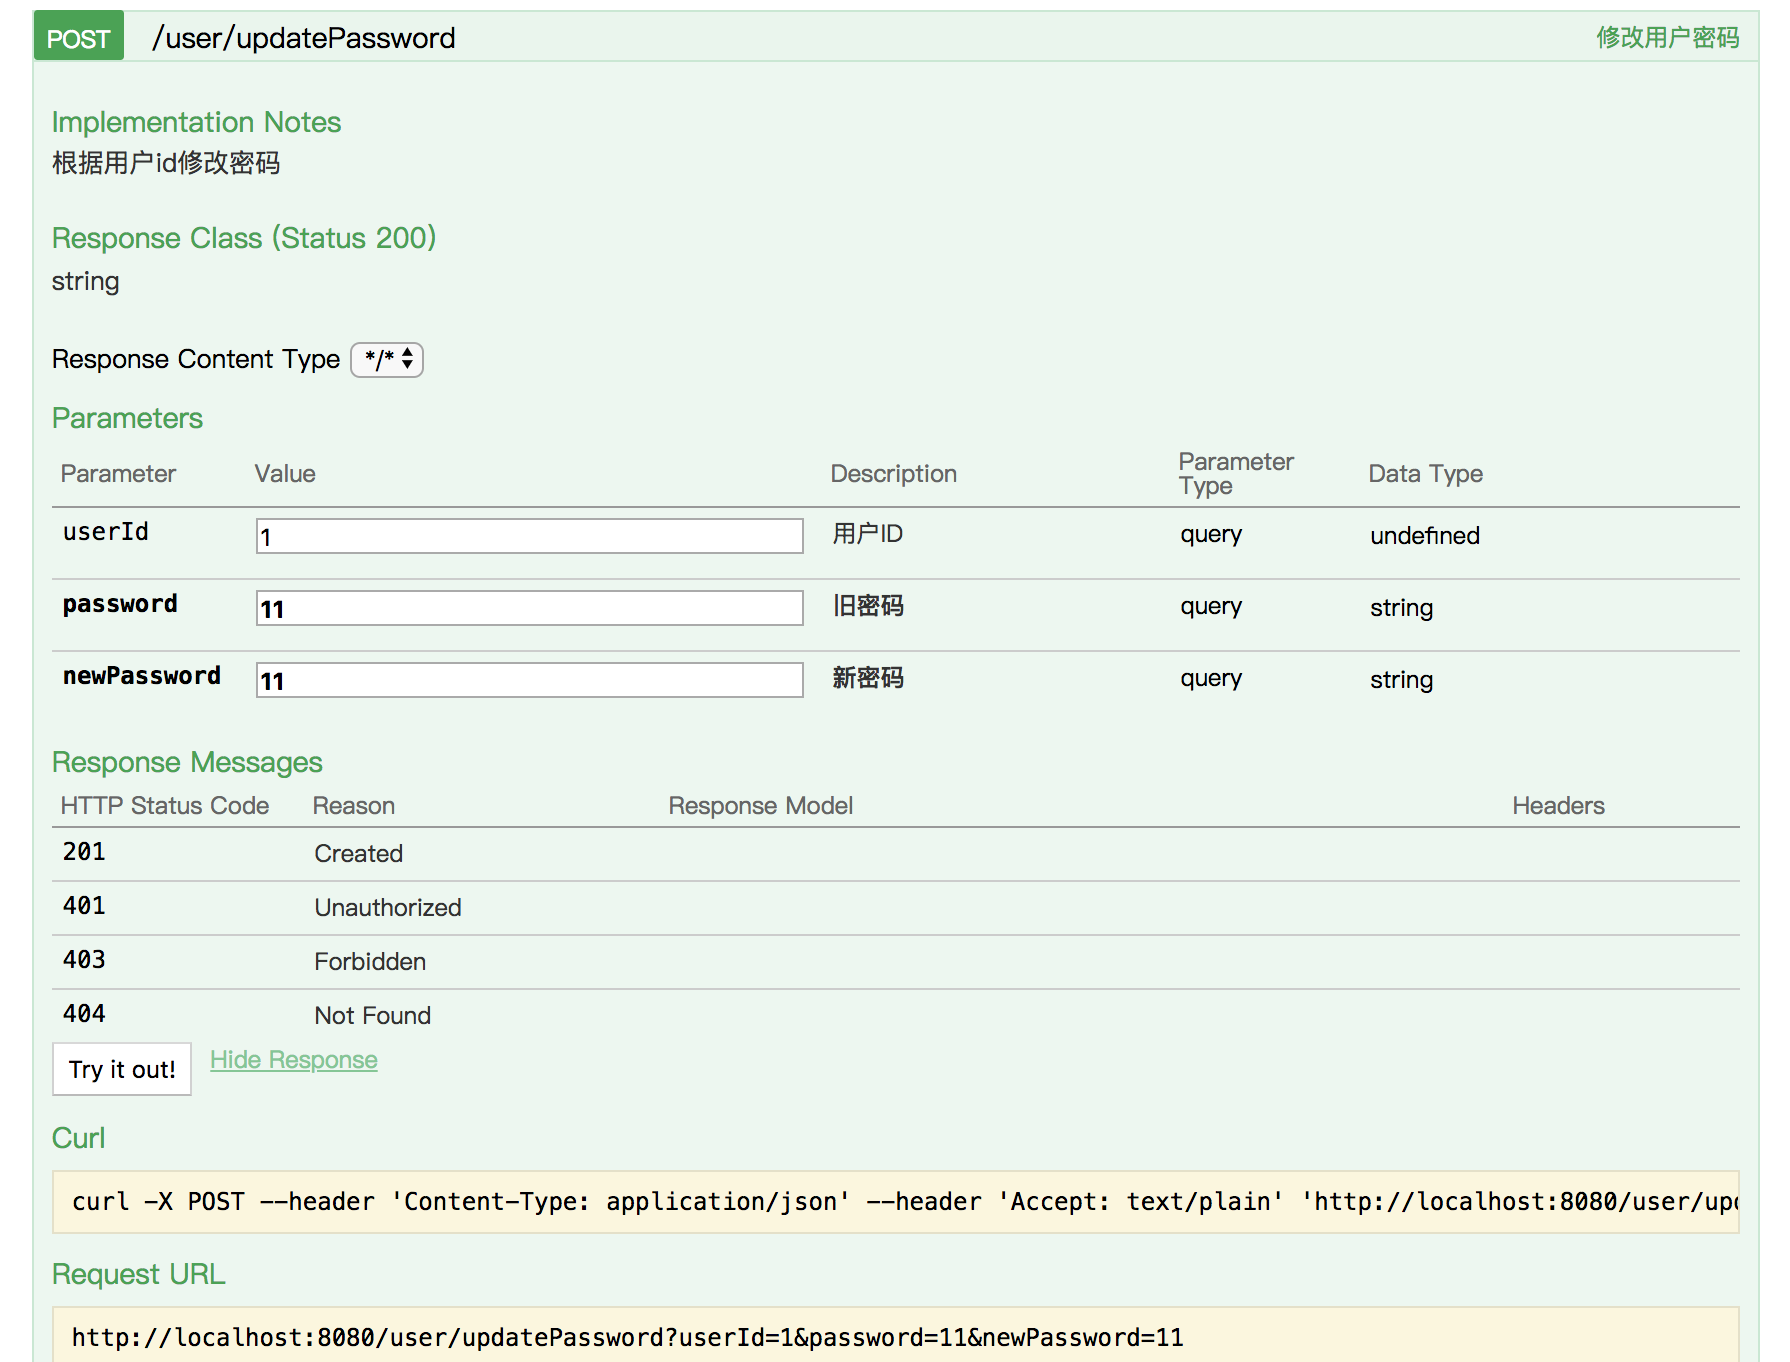 POST /user/updatePassword 修改用户密码
Implementation Notes
根据用户id修改密码
Response Class (Status 200)
string
Response Content Type */*
Parameters
Parameter Value Description Parameter Type Data Type
userId 1 用户ID query undefined
password 11 旧密码 query string
newPassword 11 新密码 query string
Response Messages
HTTP Status Code Reason Response Model Headers
201 Created
401 Unauthorized
403 Forbidden
404 Not Found
Try it out! Hide Response
Curl
curl -X POST --header 'Content-Type: application/json' --header 'Accept: text/plain' 'http://localhost:8080/user/upd
Request URL
http://localhost:8080/user/updatePassword?userId=1&password=11&newPassword=11